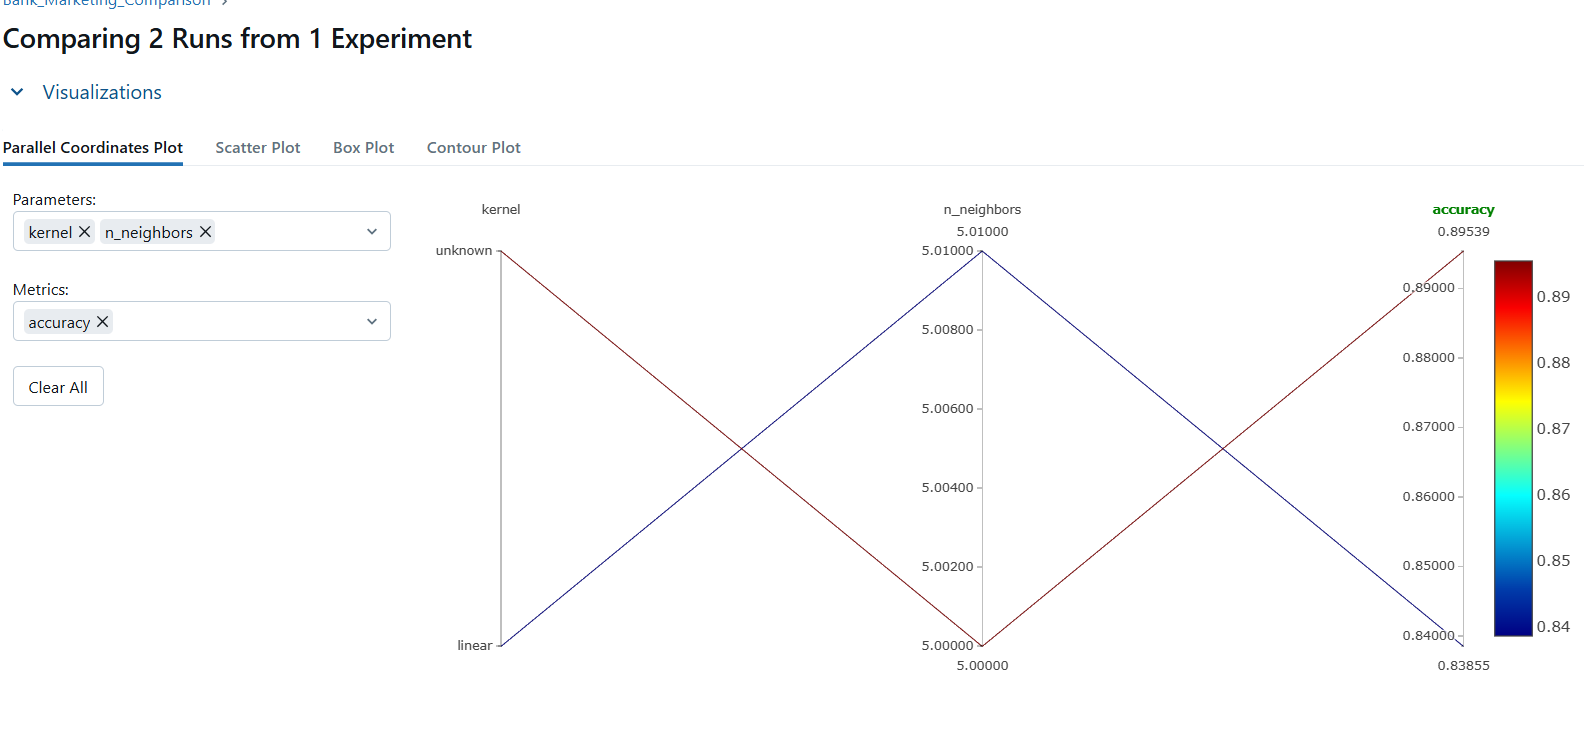 Bank_Marketing_Comparison >
Comparing 2 Runs from 1 Experiment
Visualizations
Parallel Coordinates Plot Scatter Plot Box Plot Contour Plot
Parameters:
kernel × n_neighbors ×
Metrics:
accuracy ×
Clear All
kernel
unknown
linear
n_neighbors
5.01000
5.01000
5.00800
5.00600
5.00400
5.00200
5.00000
5.00000
accuracy
0.89539
0.89000
0.88000
0.87000
0.86000
0.85000
0.84000
0.83855
0.89
0.88
0.87
0.86
0.85
0.84